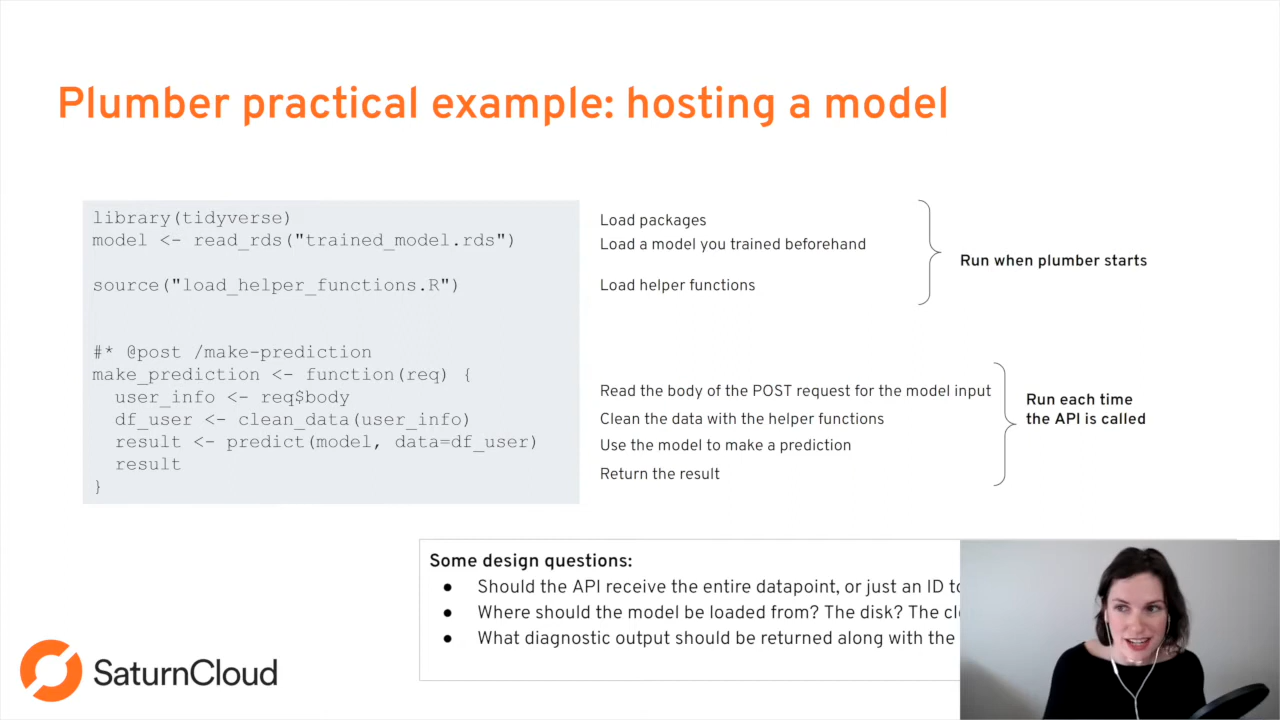 Plumber practical example: hosting a model
library(tidyverse)
model <- read_rds("trained_model.rds")
source("load_helper_functions.R")
#* @post /make-prediction
make_prediction <- function(req) {
user_info <- req$body
df_user <- clean_data(user_info)
result <- predict(model, data=df_user)
result
}
Load packages
Load a model you trained beforehand
Load helper functions
Run when plumber starts
Read the body of the POST request for the model input
Clean the data with the helper functions
Use the model to make a prediction
Return the result
Run each time
the API is called
Some design questions:
● Should the API receive the entire datapoint, or just an ID
● Where should the model be loaded from? The disk? The
● What diagnostic output should be returned along with the
SaturnCloud